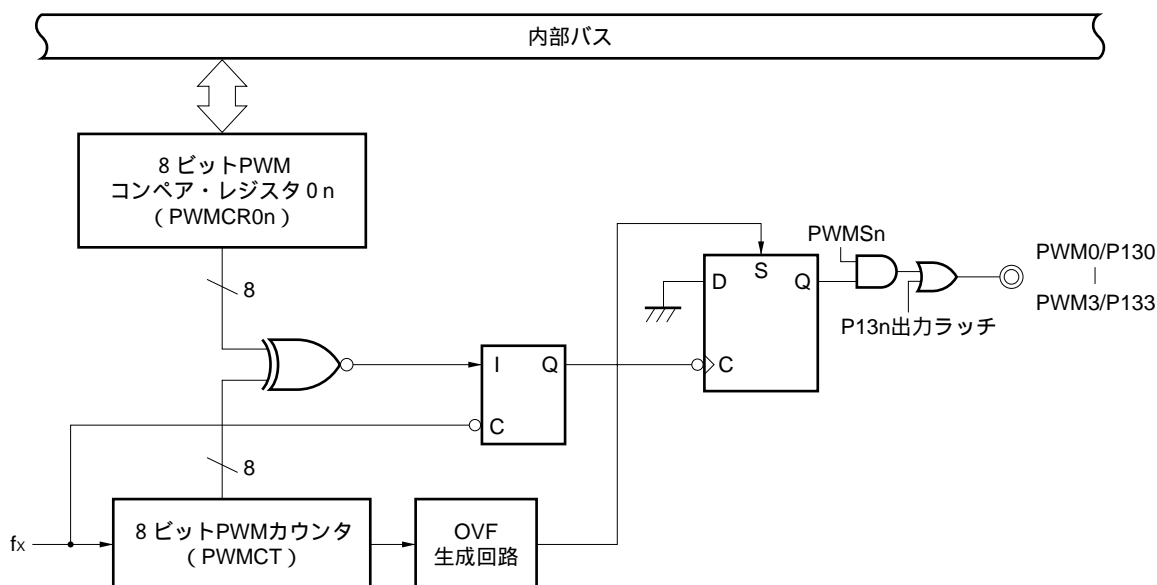 内部バス
8 ビットPWM
コンペア・レジスタ 0 n
( PWMCR0n )
8
PWMSn
S
D
Q
PWM0/P130
PWM3/P133
P13n出力ラッチ
I
Q
C
C
8
fx
8 ビットPWMカウンタ
( PWMCT )
OVF
生成回路